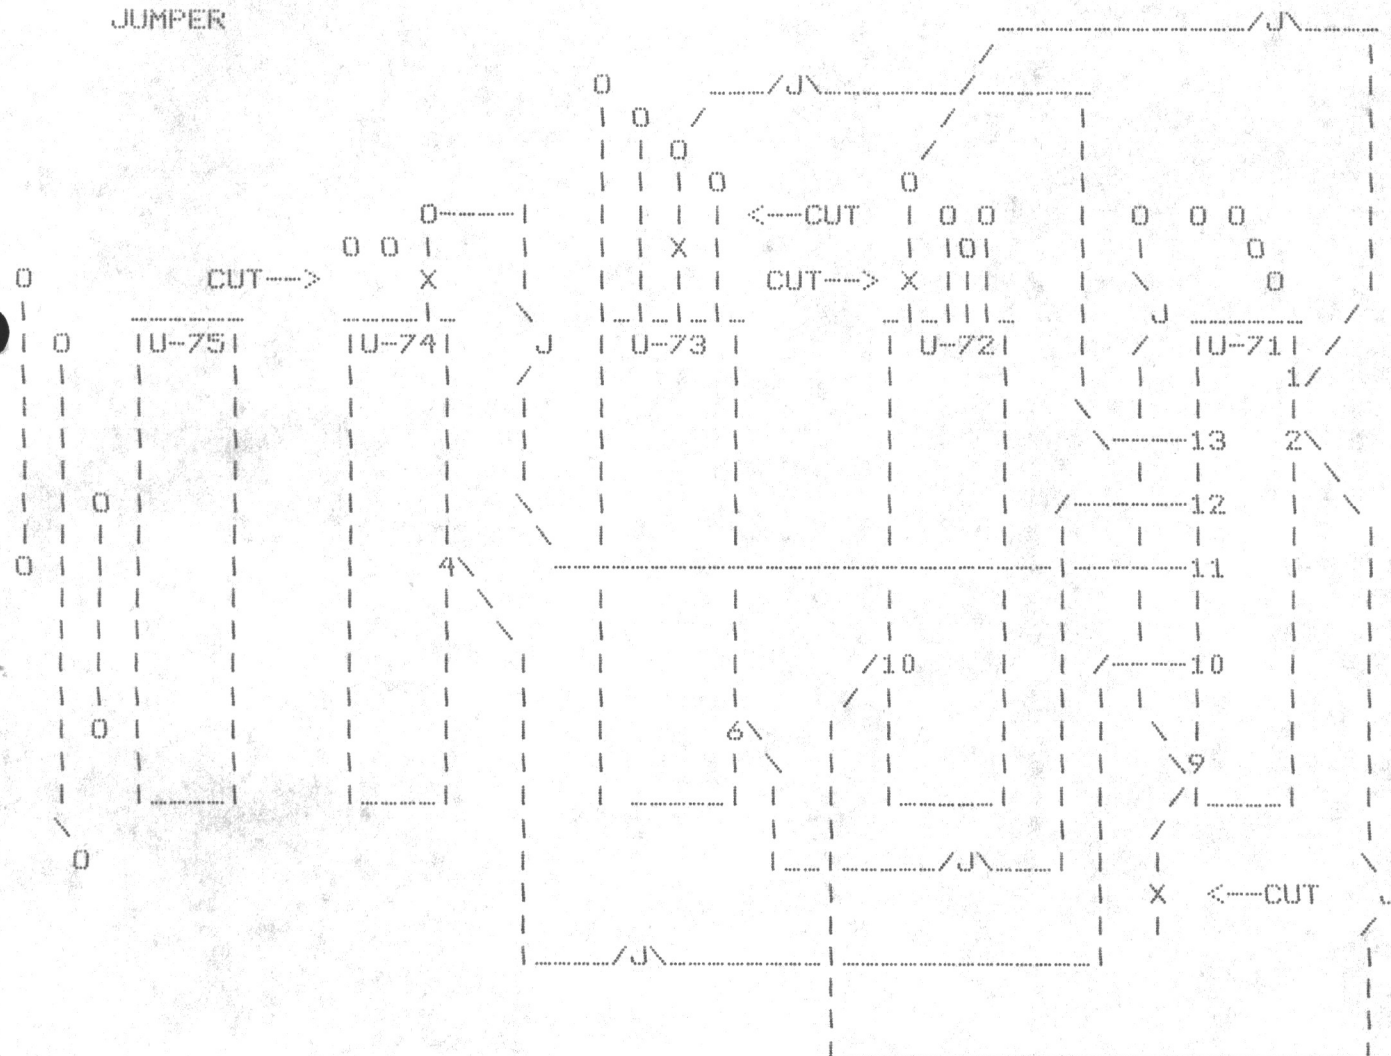 JUMPER
/J\
O /J\
O
O
O O
O------| <---CUT O O O O O
O O X O O
O CUT---> X CUT---> X O
J
O |U-75| |U-74| J U-73 U-72 |U-71|
1/
\------13 2\
O /------12
O 4\ 11
/10 /------10
O 6\
\9
O /J\
X <---CUT J
/J\